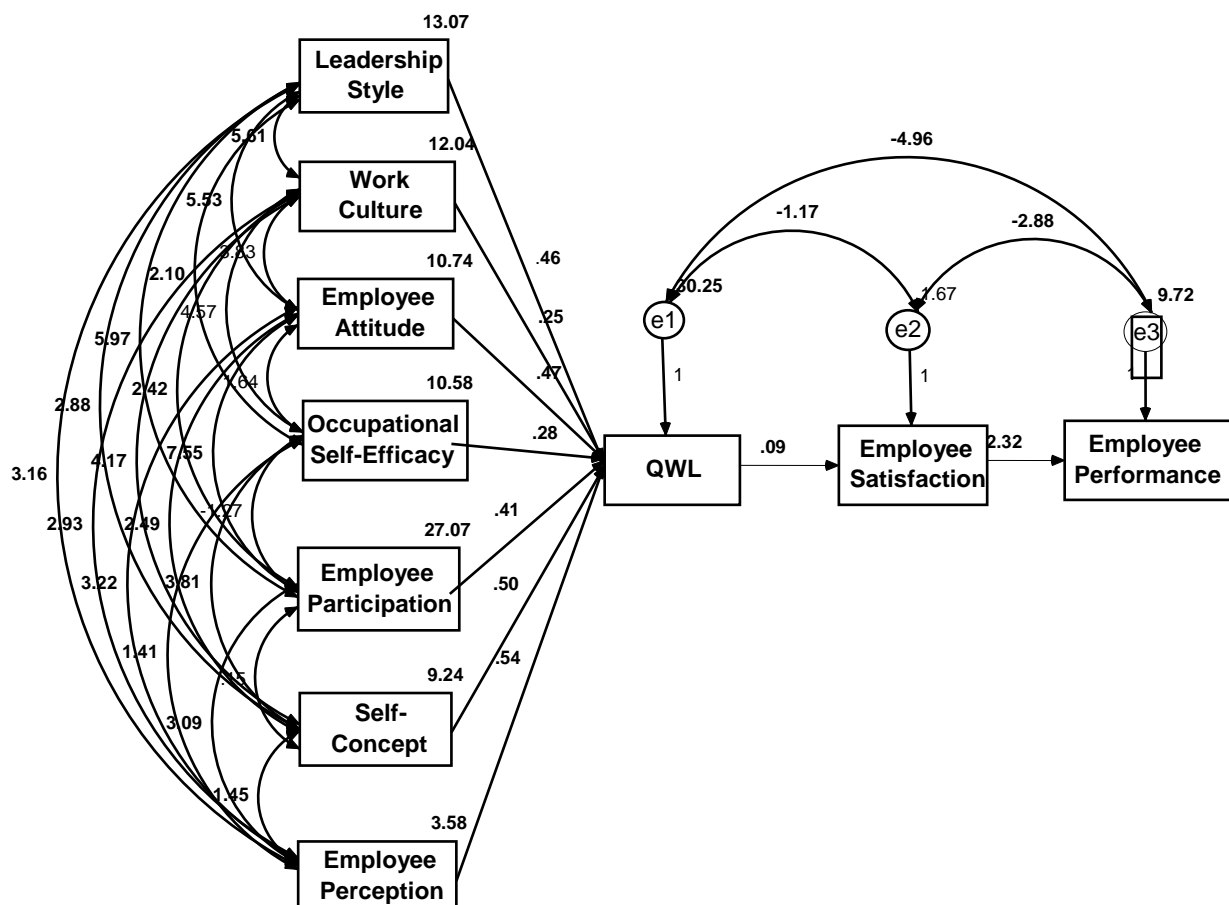 13.07
Leadership
Style
5.61
12.04
Work
Culture
5.53
3.83
10.74
2.10
Employee
Attitude
4.57
5.97
1.64
2.42
10.58
2.88
Occupational
Self-Efficacy
4.17
7.55
3.16
-1.27
2.93
2.49
27.07
Employee
Participation
3.22
3.81
1.41
.15
9.24
Self-
Concept
3.09
1.45
3.58
Employee
Perception
.46
.25
.47
.28
.41
.50
.54
-4.96
-1.17
-2.88
30.25
1.67
9.72
e1
e2
e3
1
1
QWL
.09
Employee
Satisfaction
2.32
Employee
Performance